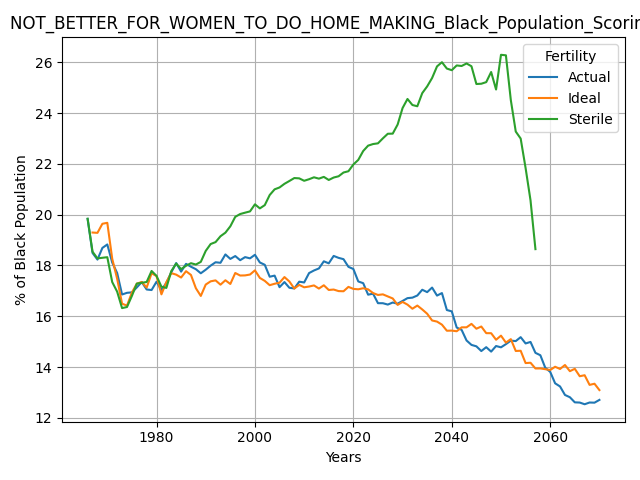 NOT_BETTER_FOR_WOMEN_TO_DO_HOME_MAKING_Black_Population_Scorin
Fertility
Actual
Ideal
Sterile
% of Black Population
26
24
22
20
18
16
14
12
1980
2000
2020
2040
2060
Years